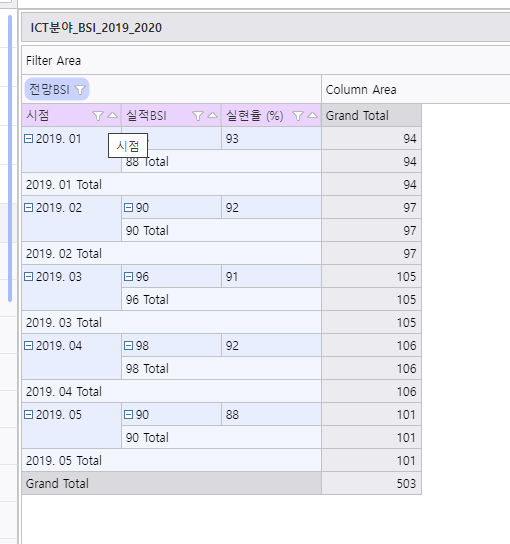 ICT분야_BSI_2019_2020
Filter Area
전망BSI Column Area
시점 실적BSI 실현율 (%) Grand Total
2019. 01 93 94
시점
88 Total 94
2019. 01 Total 94
2019. 02 90 92 97
90 Total 97
2019. 02 Total 97
2019. 03 96 91 105
96 Total 105
2019. 03 Total 105
2019. 04 98 92 106
98 Total 106
2019. 04 Total 106
2019. 05 90 88 101
90 Total 101
2019. 05 Total 101
Grand Total 503